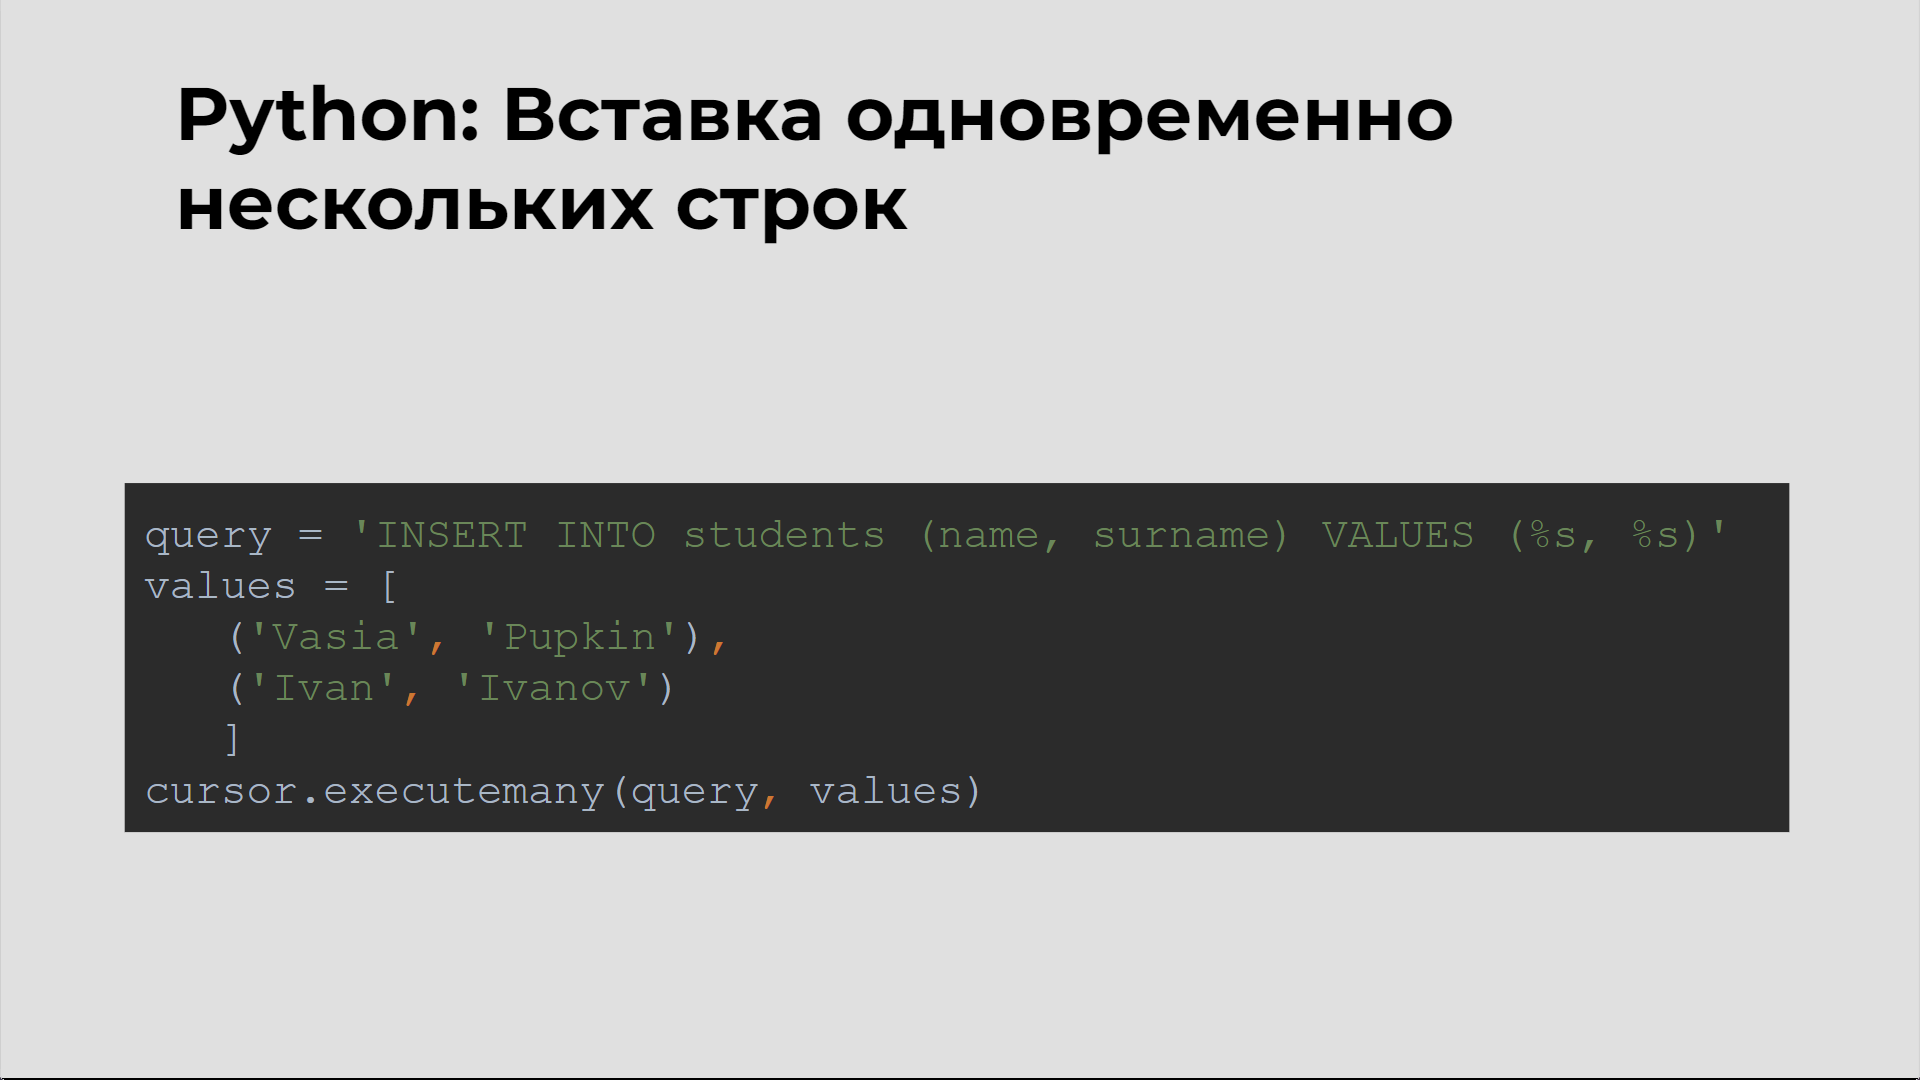 Python: Вставка одновременно
нескольких строк
query = 'INSERT INTO students (name, surname) VALUES (%s, %s)'
values = [
('Vasia', 'Pupkin'),
('Ivan', 'Ivanov')
]
cursor.executemany(query, values)